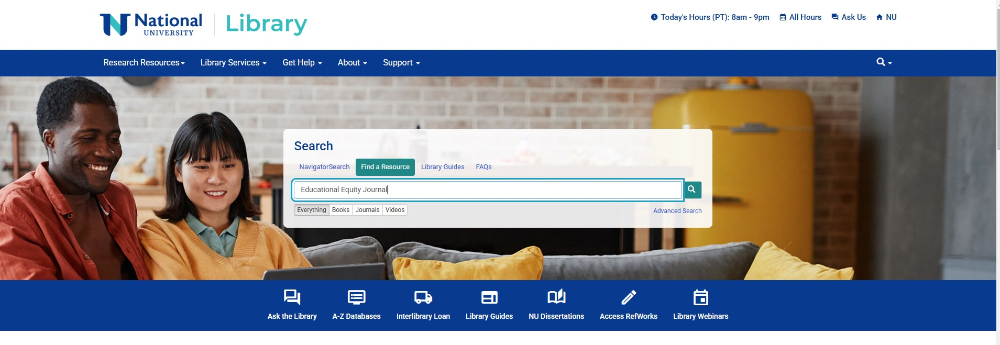 National
UNIVERSITY
Library
Today's Hours (PT): 8am - 9pm
All Hours
Ask Us
NU
Research Resources
Library Services
Get Help
About
Support
Search
NavigatorSearch
Find a Resource
Library Guides
FAQs
Educational Equity Journal
Everything
Books
Journals
Videos
Advanced Search
Ask the Library
A-Z Databases
Interlibrary Loan
Library Guides
NU Dissertations
Access RefWorks
Library Webinars